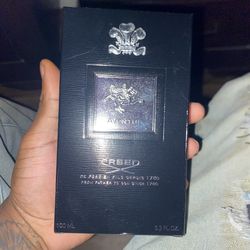 AVENTUS
CREED
DE PERE EN FILS DEPUIS 1760
FROM FATHER TO SON SINCE 1760
100 ML
3.3 FL.OZ.